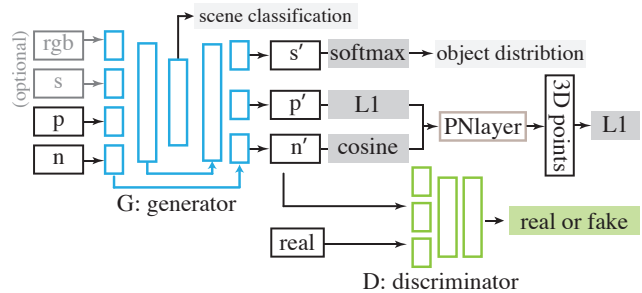 scene classification
(optional)
rgb
s
p
n
s′
softmax
object distribtion
p′
L1
n′
cosine
PNlayer
3D points
L1
G: generator
real
real or fake
D: discriminator